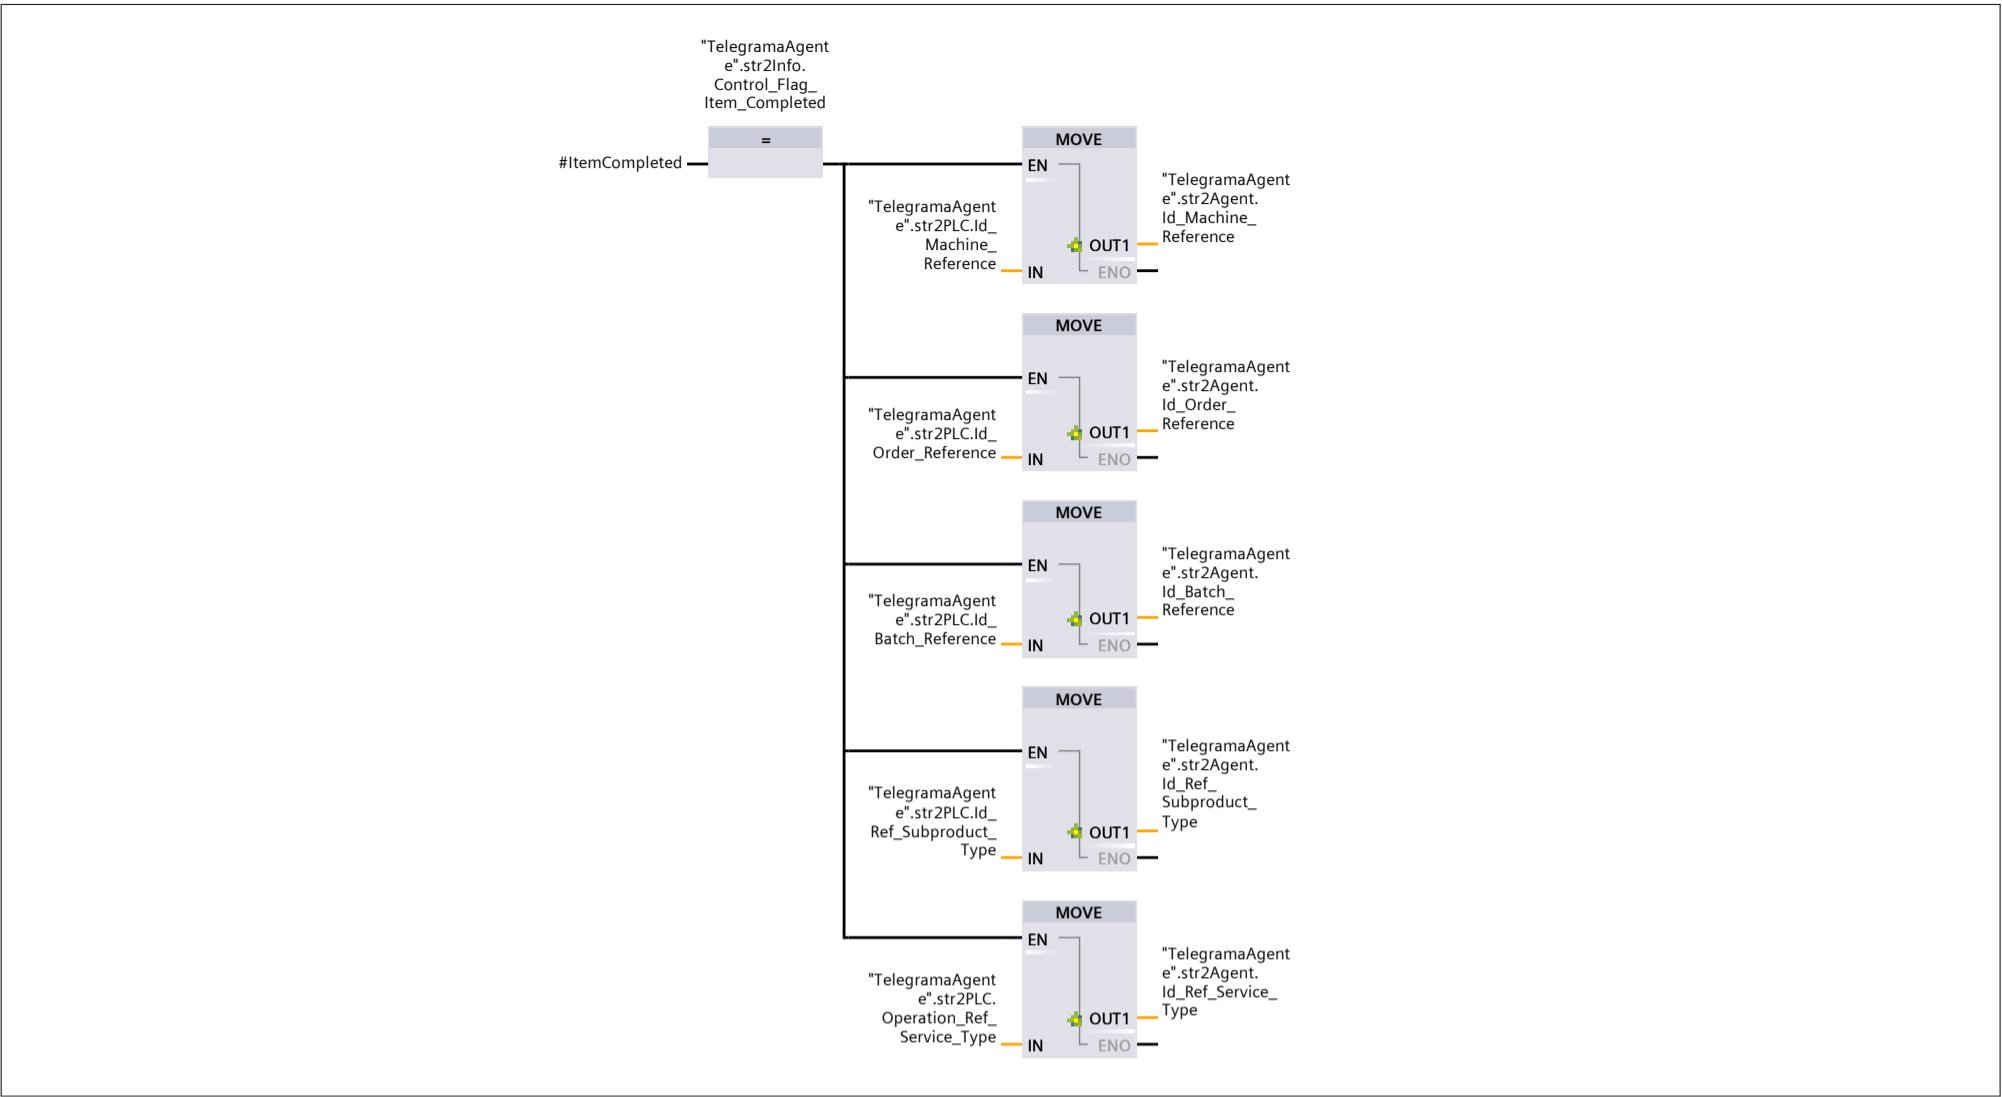 "TelegramaAgent
e".str2Info.
Control_Flag_
Item_Completed
=
#ItemCompleted
MOVE
EN
"TelegramaAgent
e".str2PLC.Id_
Machine_
Reference
IN
OUT1
ENO
"TelegramaAgent
e".str2Agent.
Id_Machine_
Reference
MOVE
EN
"TelegramaAgent
e".str2PLC.Id_
Order_Reference
IN
OUT1
ENO
"TelegramaAgent
e".str2Agent.
Id_Order_
Reference
MOVE
EN
"TelegramaAgent
e".str2PLC.Id_
Batch_Reference
IN
OUT1
ENO
"TelegramaAgent
e".str2Agent.
Id_Batch_
Reference
MOVE
EN
"TelegramaAgent
e".str2PLC.Id_
Ref_Subproduct_
Type
IN
OUT1
ENO
"TelegramaAgent
e".str2Agent.
Id_Ref_
Subproduct_
Type
MOVE
EN
"TelegramaAgent
e".str2PLC.
Operation_Ref_
Service_Type
IN
OUT1
ENO
"TelegramaAgent
e".str2Agent.
Id_Ref_Service_
Type